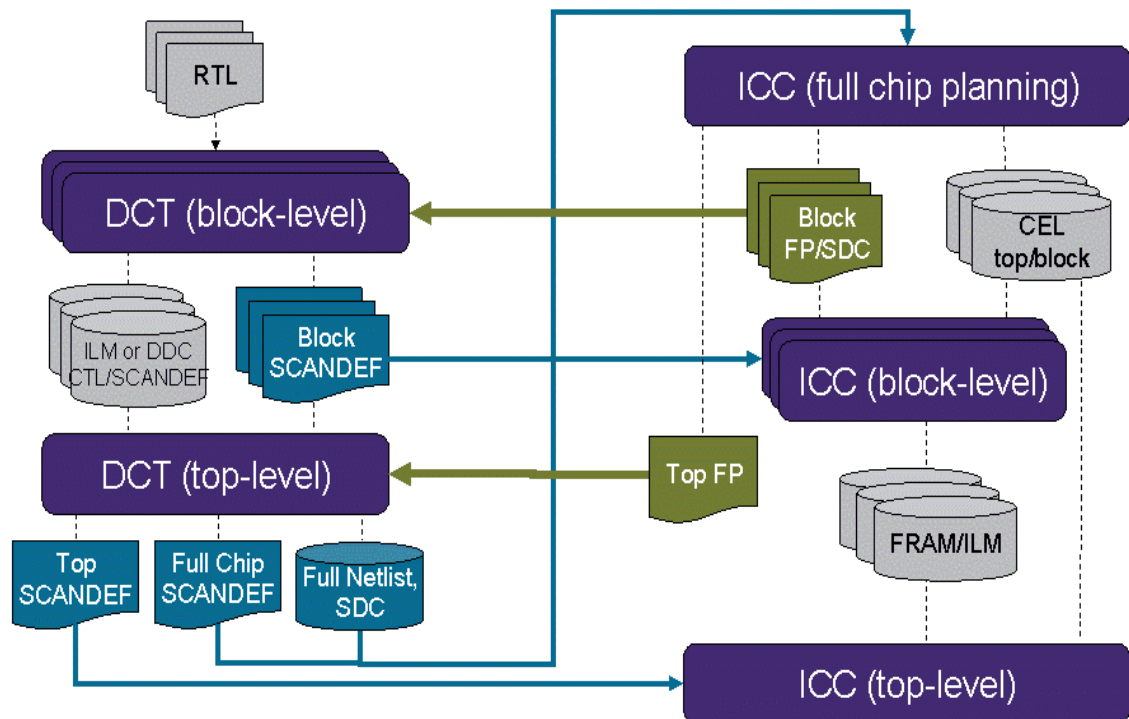 RTL
ICC (full chip planning)
DCT (block-level)
Block
FP/SDC
CEL
top/block
ILM or DDC
CTL/SCANDEF
Block
SCANDEF
ICC (block-level)
DCT (top-level)
Top FP
FRAM/ILM
Top
SCANDEF
Full Chip
SCANDEF
Full Netlist,
SDC
ICC (top-level)